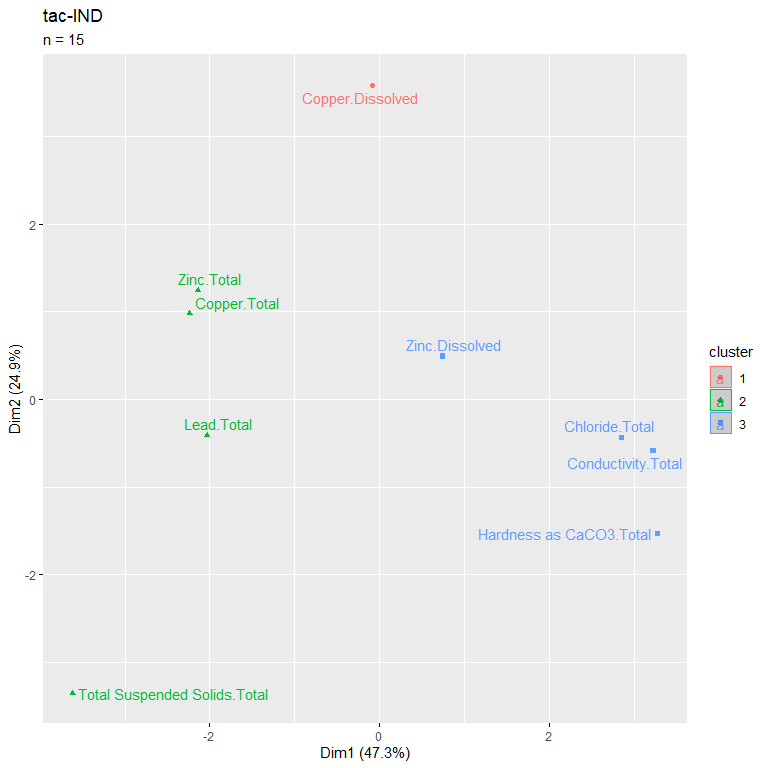 tac-IND
n = 15
Copper.Dissolved
2
Zinc.Total
Copper.Total
Zinc.Dissolved
cluster
1
2
3
0
Lead.Total
Chloride.Total
Conductivity.Total
Hardness as CaCO3.Total
-2
Total Suspended Solids.Total
-2
0
2
Dim1 (47.3%)
Dim2 (24.9%)